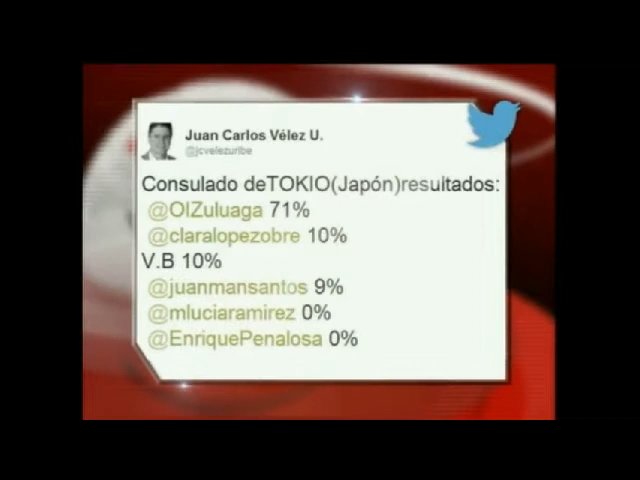 Juan Carlos Vélez U.
@jcvelezuribe
Consulado deTOKIO(Japón)resultados:
@OIZuluaga 71%
@claralopezobre 10%
V.B 10%
@juanmansantos 9%
@mluciaramirez 0%
@EnriquePenalosa 0%